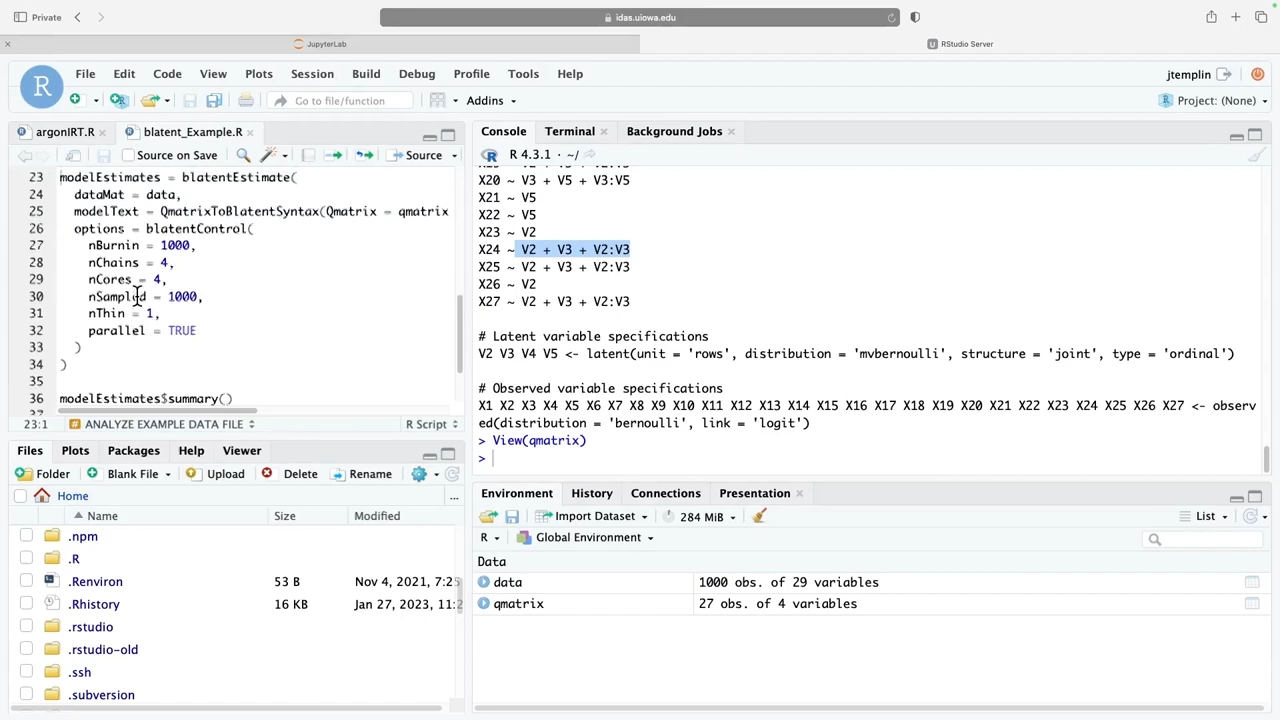 Private
idas.uiowa.edu
JupyterLab
RStudio Server
R
File Edit Code View Plots Session Build Debug Profile Tools Help
jtemplin
Go to file/function
Addins
Project: (None)
argonIRT.R
blatent_Example.R
Source on Save
Source
23 modelEstimates = blatentEstimate(
24 dataMat = data,
25 modelText = QmatrixToBlatentSyntax(Qmatrix = qmatrix
26 options = blatentControl(
27 nBurnin = 1000,
28 nChains = 4,
29 nCores = 4,
30 nSampled = 1000,
31 nThin = 1,
32 parallel = TRUE
33 )
34 )
35
36 modelEstimates$summary()
23:1 ANALYZE EXAMPLE DATA FILE R Script
Files Plots Packages Help Viewer
Folder Blank File Upload Delete Rename
Home ...
Name Size Modified
.npm
.R
.Renviron 53 B Nov 4, 2021, 7:25
.Rhistory 16 KB Jan 27, 2023, 11:2
.rstudio
.rstudio-old
.ssh
.subversion
Console Terminal Background Jobs
R 4.3.1 · ~/
X20 ~ V3 + V5 + V3:V5
X21 ~ V5
X22 ~ V5
X23 ~ V2
X24 ~ V2 + V3 + V2:V3
X25 ~ V2 + V3 + V2:V3
X26 ~ V2
X27 ~ V2 + V3 + V2:V3
# Latent variable specifications
V2 V3 V4 V5 <- latent(unit = 'rows', distribution = 'mvbernoulli', structure = 'joint', type = 'ordinal')
# Observed variable specifications
X1 X2 X3 X4 X5 X6 X7 X8 X9 X10 X11 X12 X13 X14 X15 X16 X17 X18 X19 X20 X21 X22 X23 X24 X25 X26 X27 <- observ
ed(distribution = 'bernoulli', link = 'logit')
> View(qmatrix)
>
Environment History Connections Presentation
Import Dataset 284 MiB List
R Global Environment
Data
data 1000 obs. of 29 variables
qmatrix 27 obs. of 4 variables